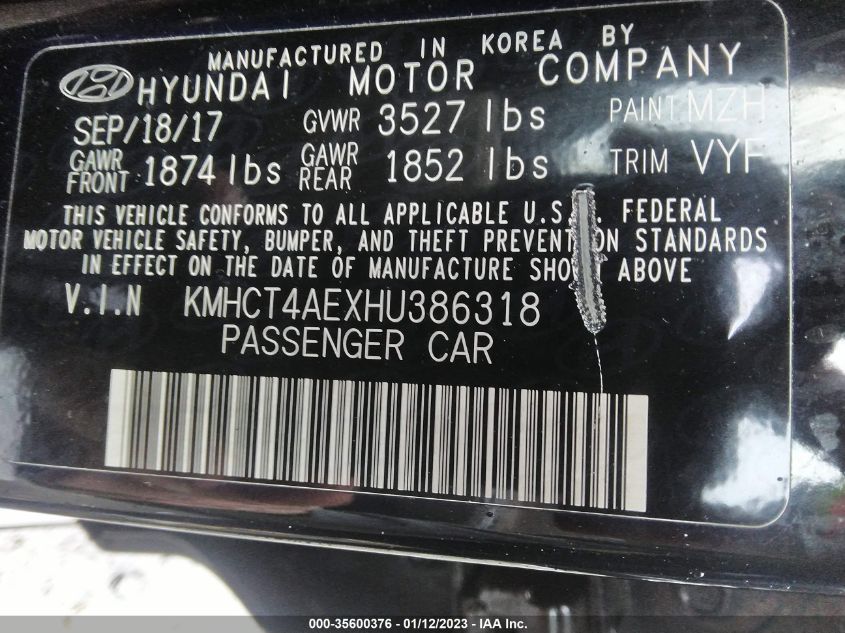 MANUFACTURED IN KOREA BY
HYUNDAI MOTOR COMPANY
SEP/18/17 GVWR 3527 lbs PAINT MZH
GAWR FRONT 1874 lbs GAWR REAR 1852 lbs TRIM VYF
THIS VEHICLE CONFORMS TO ALL APPLICABLE U.S. FEDERAL
MOTOR VEHICLE SAFETY, BUMPER, AND THEFT PREVENTION STANDARDS
IN EFFECT ON THE DATE OF MANUFACTURE SHOW ABOVE
V.I.N KMHCT4AEXHU386318
PASSENGER CAR
000-35600376 - 01/12/2023 - IAA Inc.